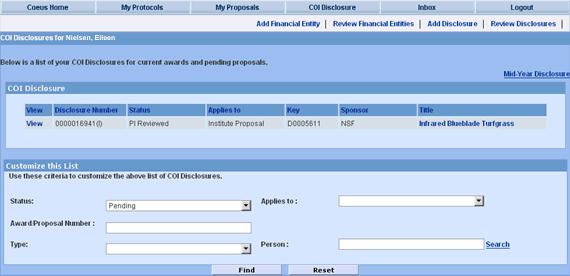 Coeus Home My Protocols My Proposals COI Disclosure Inbox Logout
Add Financial Entity | Review Financial Entities | Add Disclosure | Review Disclosures |
COI Disclosures for Nielsen, Eileen
Below is a list of your COI Disclosures for current awards and pending proposals.
Mid-Year Disclosure
COI Disclosure
View Disclosure Number Status Applies to Key Sponsor Title
View 0000016941(I) PI Reviewed Institute Proposal D0005611 NSF Infrared Blueblade Turfgrass
Customize this List
Use these criteria to customize the above list of COI Disclosures.
Status: Pending Applies to :
Award/Proposal Number :
Type: Person : Search
Find Reset